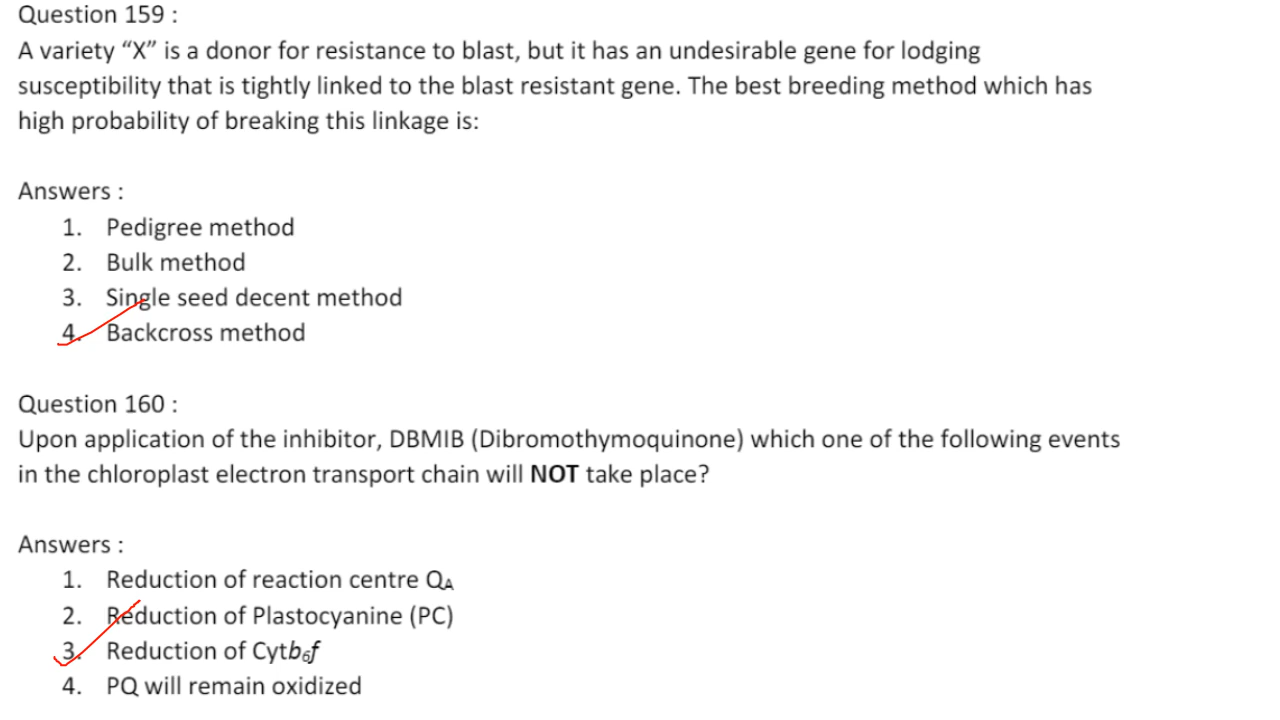 Question 159 :
A variety “X” is a donor for resistance to blast, but it has an undesirable gene for lodging
susceptibility that is tightly linked to the blast resistant gene. The best breeding method which has
high probability of breaking this linkage is:
Answers :
1. Pedigree method
2. Bulk method
3. Single seed decent method
4. Backcross method
Question 160 :
Upon application of the inhibitor, DBMIB (Dibromothymoquinone) which one of the following events
in the chloroplast electron transport chain will NOT take place?
Answers :
1. Reduction of reaction centre QA
2. Reduction of Plastocyanine (PC)
3. Reduction of Cytb6f
4. PQ will remain oxidized